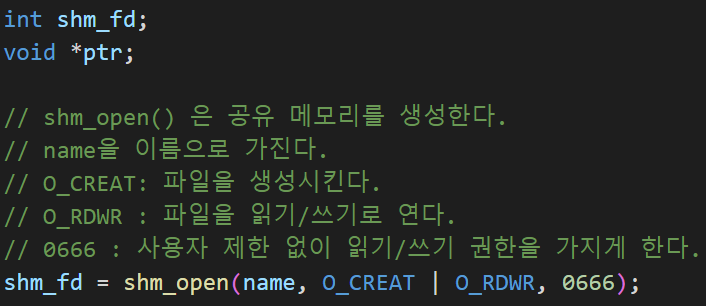 int shm_fd;
void *ptr;
// shm_open() 은 공유 메모리를 생성한다.
// name을 이름으로 가진다.
// O_CREAT: 파일을 생성시킨다.
// O_RDWR : 파일을 읽기/쓰기로 연다.
// 0666 : 사용자 제한 없이 읽기/쓰기 권한을 가지게 한다.
shm_fd = shm_open(name, O_CREAT | O_RDWR, 0666);